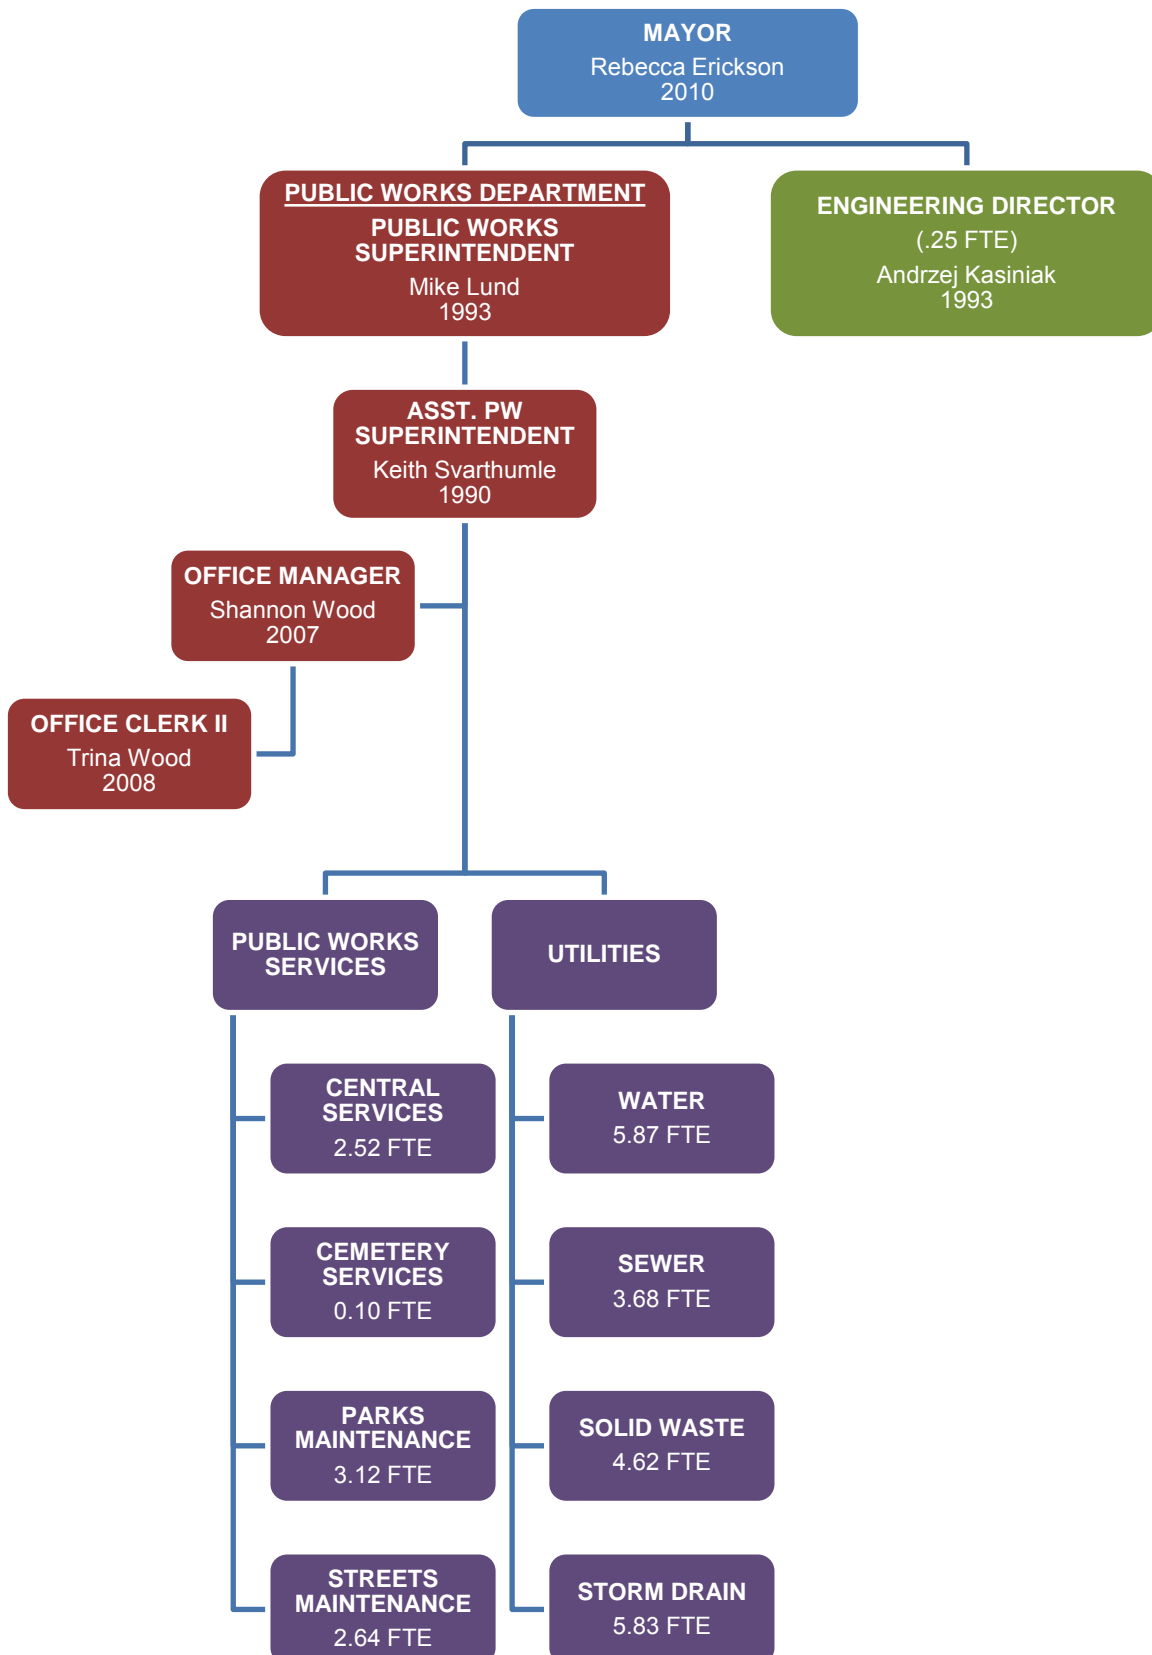 MAYOR
Rebecca Erickson
2010
PUBLIC WORKS DEPARTMENT
PUBLIC WORKS
SUPERINTENDENT
Mike Lund
1993
ENGINEERING DIRECTOR
(.25 FTE)
Andrzej Kasiniak
1993
ASST. PW
SUPERINTENDENT
Keith Svarthumle
1990
OFFICE MANAGER
Shannon Wood
2007
OFFICE CLERK II
Trina Wood
2008
PUBLIC WORKS
SERVICES
UTILITIES
CENTRAL
SERVICES
2.52 FTE
WATER
5.87 FTE
CEMETERY
SERVICES
0.10 FTE
SEWER
3.68 FTE
PARKS
MAINTENANCE
3.12 FTE
SOLID WASTE
4.62 FTE
STREETS
MAINTENANCE
2.64 FTE
STORM DRAIN
5.83 FTE